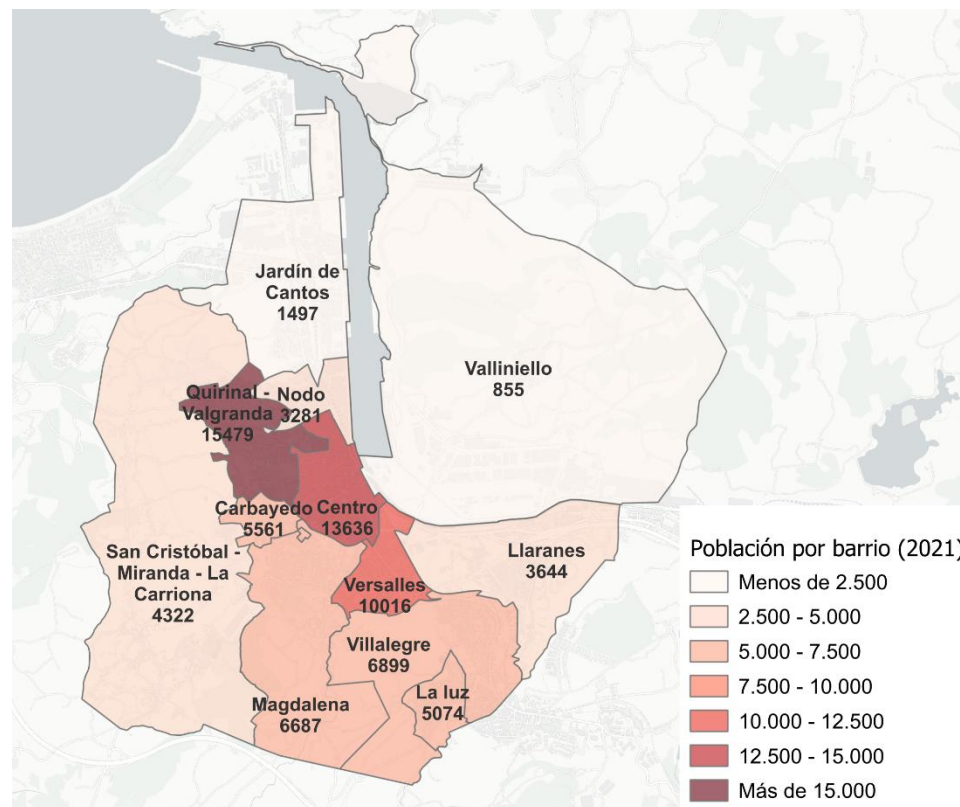 Jardín de
Cantos
1497
Valliniello
855
Quirinal -
Valgranda
15479
Nodo
3281
Carbayedo
5561
Centro
13636
San Cristóbal -
Miranda - La
Carriona
4322
Llaranes
3644
Versalles
10016
Villalegre
6899
La luz
5074
Magdalena
6687
Población por barrio (2021)
Menos de 2.500
2.500 - 5.000
5.000 - 7.500
7.500 - 10.000
10.000 - 12.500
12.500 - 15.000
Más de 15.000